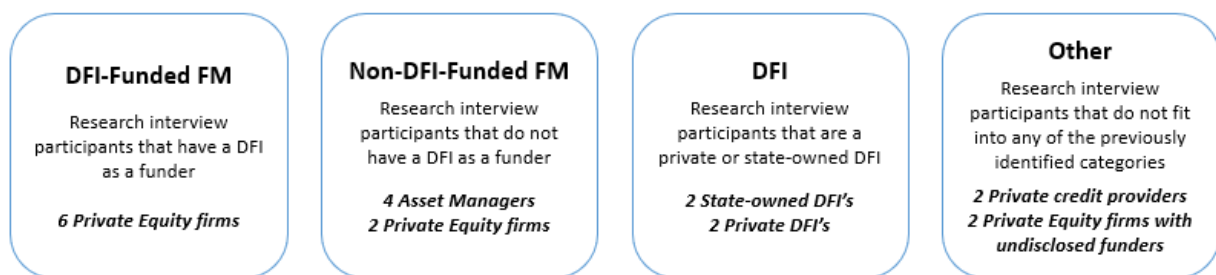 DFI-Funded FM
Research interview
participants that have a DFI
as a funder
6 Private Equity firms
Non-DFI-Funded FM
Research interview
participants that do not
have a DFI as a funder
4 Asset Managers
2 Private Equity firms
DFI
Research interview
participants that are a
private or state-owned DFI
2 State-owned DFI's
2 Private DFI's
Other
Research interview
participants that do not fit
into any of the previously
identified categories
2 Private credit providers
2 Private Equity firms with
undisclosed funders